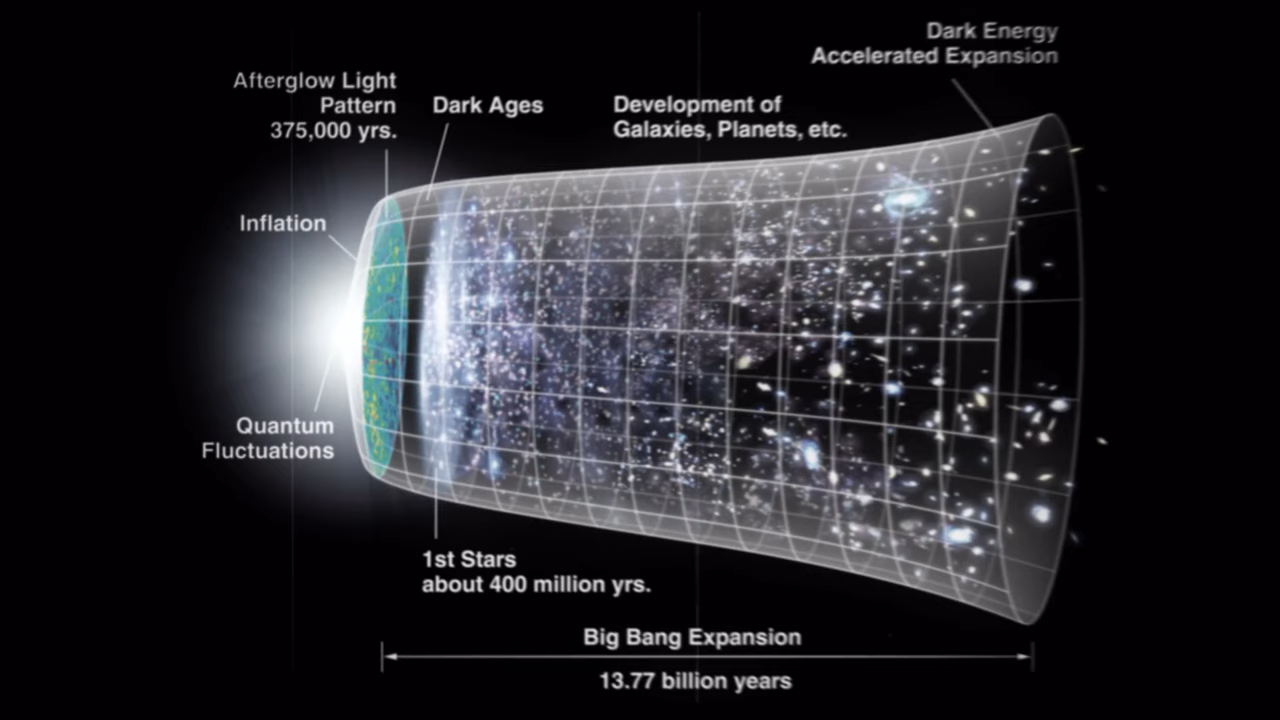 Dark Energy
Accelerated Expansion
Afterglow Light
Pattern
375,000 yrs.
Dark Ages
Development of
Galaxies, Planets, etc.
Inflation
Quantum
Fluctuations
1st Stars
about 400 million yrs.
Big Bang Expansion
13.77 billion years